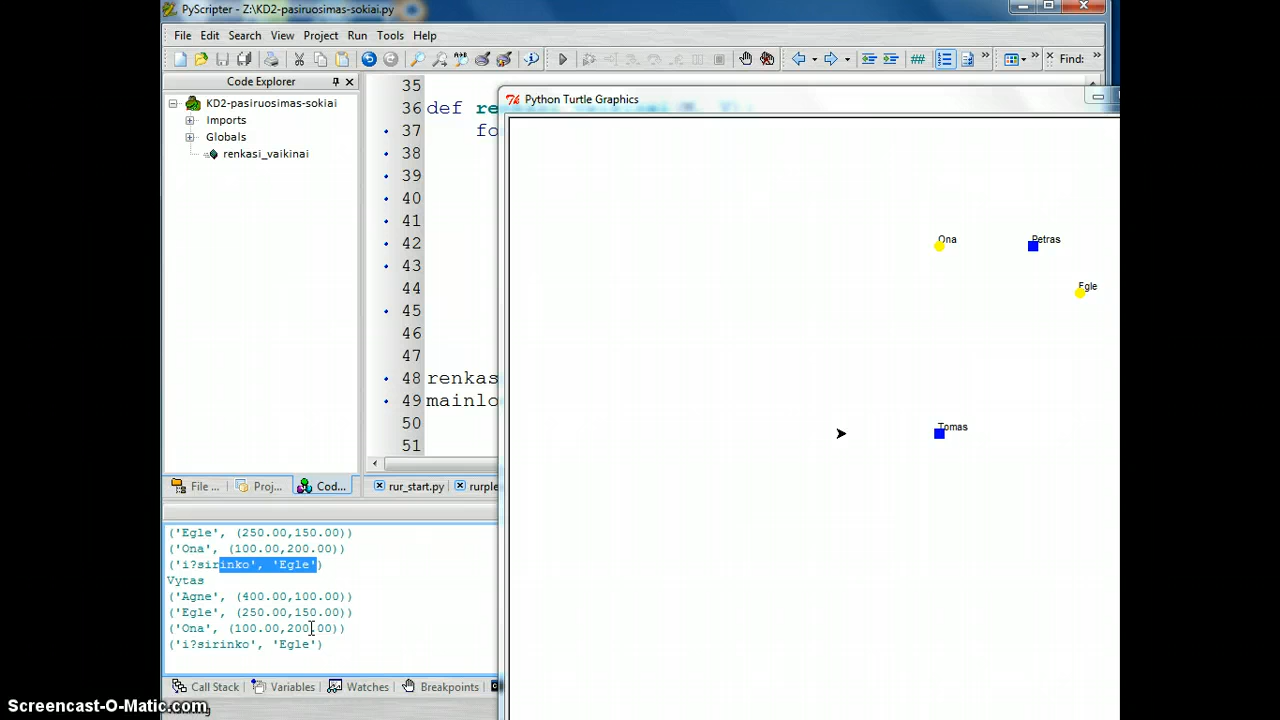 PyScripter - Z:\KD2-pasiruosimas-sokiai.py
File Edit Search View Project Run Tools Help
Find:
Code Explorer
KD2-pasiruosimas-sokiai
Imports
Globals
renkasi_vaikinai
File ... Proj... Cod...
35
36 def
37 fo
38
39
40
41
42
43
44
45
46
47
48 renkas
49 mainlo
50
51
rur_start.py rurple
Python Turtle Graphics
Ona
Petras
Egle
Tomas
('Egle', (250.00,150.00))
('Ona', (100.00,200.00))
('i?sirinko', 'Egle')
Vytas
('Agne', (400.00,100.00))
('Egle', (250.00,150.00))
('Ona', (100.00,200.00))
('i?sirinko', 'Egle')
Call Stack Variables Watches Breakpoints
Screencast-O-Matic.com